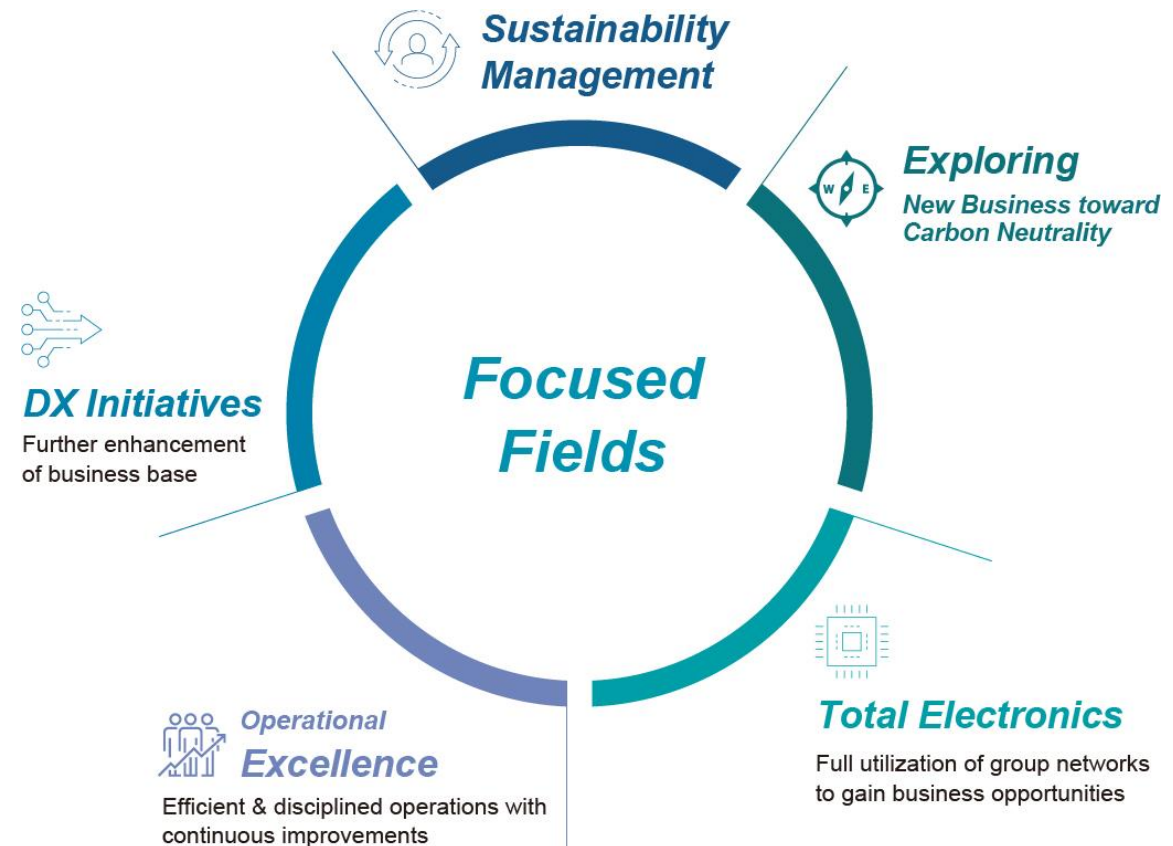 Sustainability
Management
Exploring
New Business toward
Carbon Neutrality
W E
DX Initiatives
Further enhancement
of business base
Focused
Fields
Total Electronics
Full utilization of group networks
to gain business opportunities
Operational
Excellence
Efficient & disciplined operations with
continuous improvements